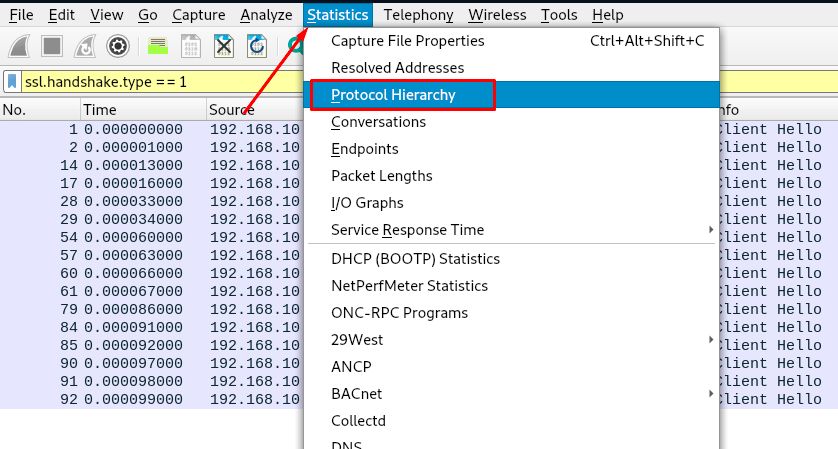 File Edit View Go Capture Analyze Statistics Telephony Wireless Tools Help
ssl.handshake.type == 1
No. Time Source
1 0.000000000 192.168.10 Client Hello
2 0.000001000 192.168.10 Client Hello
14 0.000013000 192.168.10 Client Hello
17 0.000016000 192.168.10 Client Hello
28 0.000033000 192.168.10 Client Hello
29 0.000034000 192.168.10 Client Hello
54 0.000060000 192.168.10 Client Hello
57 0.000063000 192.168.10 Client Hello
60 0.000066000 192.168.10 Client Hello
61 0.000067000 192.168.10 Client Hello
79 0.000086000 192.168.10 Client Hello
84 0.000091000 192.168.10 Client Hello
85 0.000092000 192.168.10 Client Hello
90 0.000097000 192.168.10 Client Hello
91 0.000098000 192.168.10 Client Hello
92 0.000099000 192.168.10 Client Hello
Capture File Properties Ctrl+Alt+Shift+C
Resolved Addresses
Protocol Hierarchy
Conversations
Endpoints
Packet Lengths
I/O Graphs
Service Response Time
DHCP (BOOTP) Statistics
NetPerfMeter Statistics
ONC-RPC Programs
29West
ANCP
BACnet
Collectd
DNS